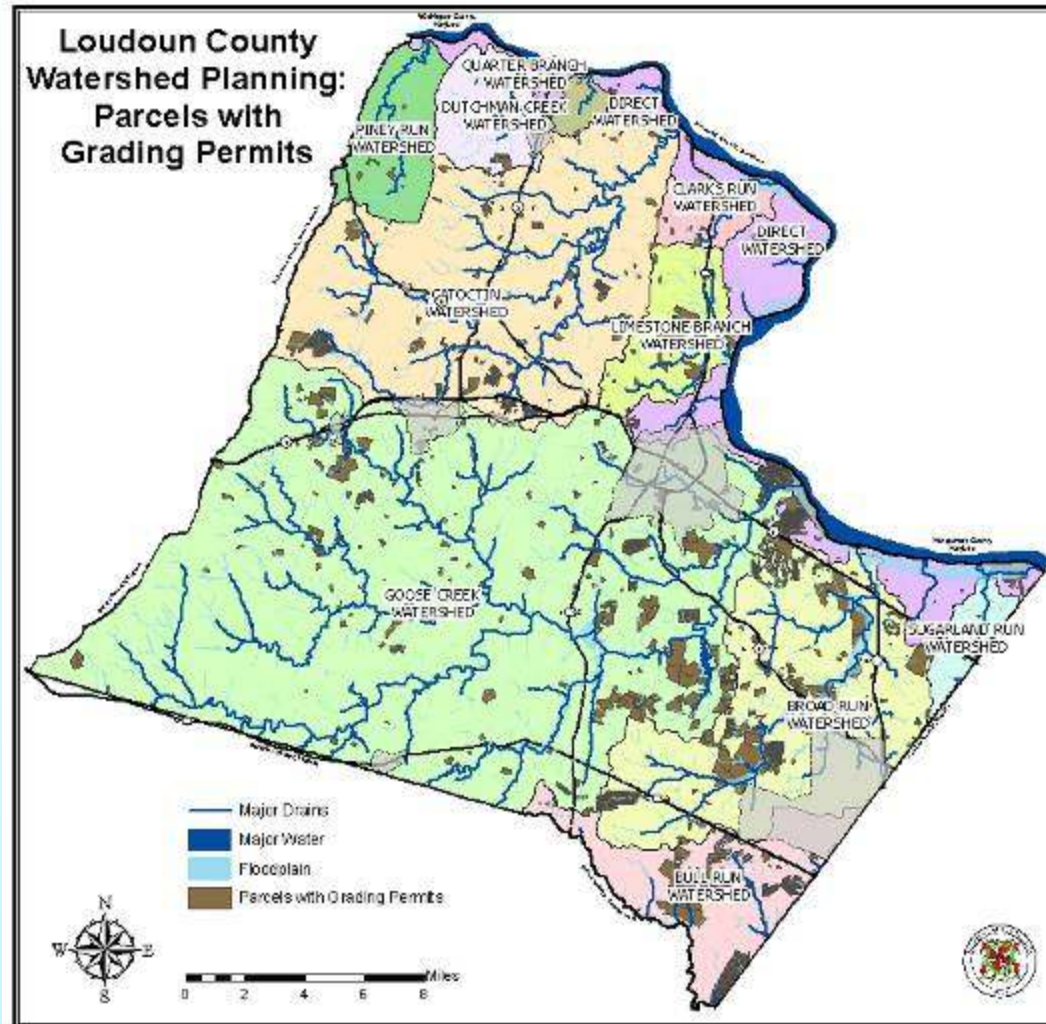 Loudoun County
Watershed Planning:
Parcels with
Grading Permits
QUARTER BRANCH
WATERSHED
DUTCHMAN CREEK
WATERSHED
DIRECT
WATERSHED
PINEY RUN
WATERSHED
CLARKS RUN
WATERSHED
DIRECT
WATERSHED
CATOCTIN
WATERSHED
LIMESTONE BRANCH
WATERSHED
GOOSE CREEK
WATERSHED
SUGARLAND RUN
WATERSHED
BROAD RUN
WATERSHED
BULL RUN
WATERSHED
Major Drains
Major Water
Floodplain
Parcels with Grading Permits
N
W E
S
Miles
0 2 4 6 8